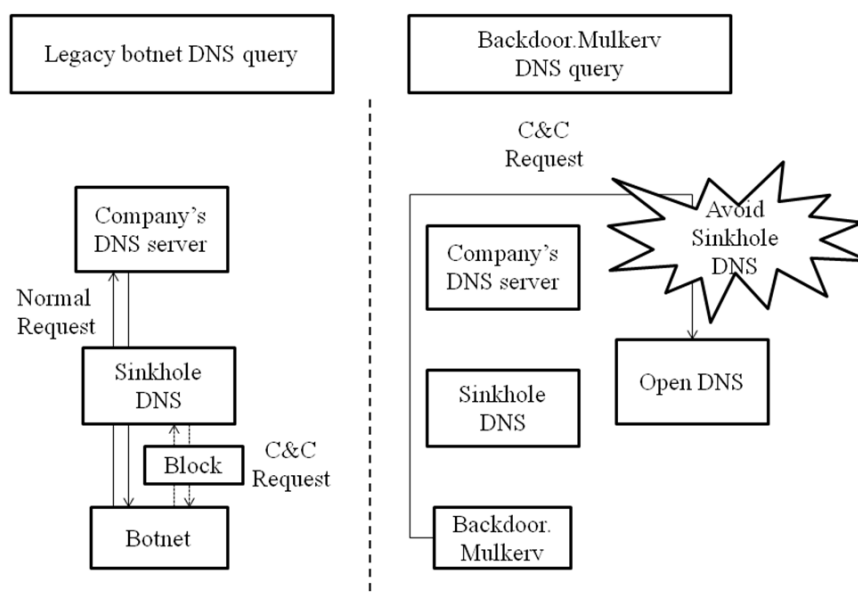 Legacy botnet DNS query
Company's
DNS server
Normal
Request
Sinkhole
DNS
Block
C&C
Request
Botnet
Backdoor.Mulkerv
DNS query
C&C
Request
Avoid
Sinkhole
DNS
Company's
DNS server
Open DNS
Sinkhole
DNS
Backdoor.
Mulkerv